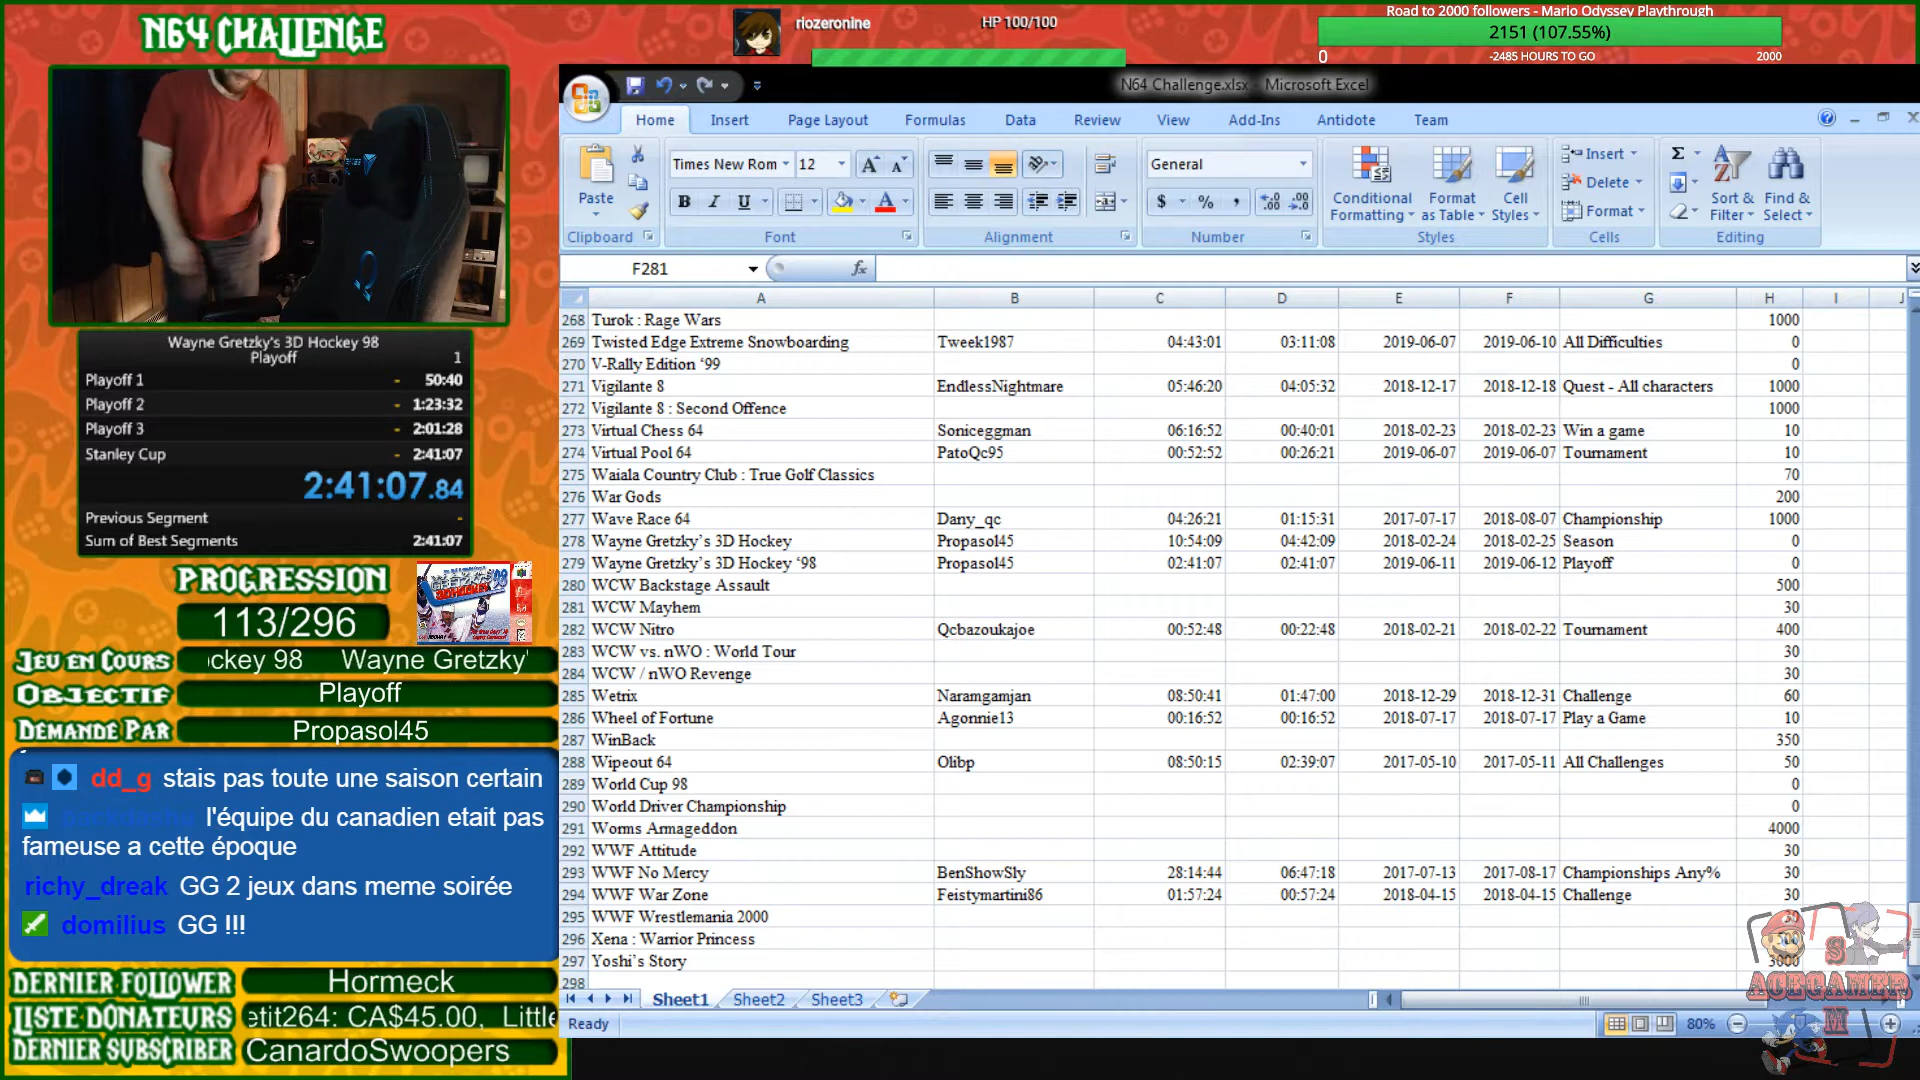 N64 CHALLENGE
riozeronine
HP 100/100
Road to 2000 followers - Mario Odyssey Playthrough
2151 (107.55%)
0
-2485 HOURS TO GO
2000
N64 Challenge.xlsx - Microsoft Excel
Home Insert Page Layout Formulas Data Review View Add-Ins Antidote Team
Times New Rom 12
General
Paste
B I U
A
$ % ,
Conditional Formatting
Format as Table
Cell Styles
Insert
Delete
Format
Σ
Sort & Filter
Find & Select
Clipboard Font Alignment Number Styles Cells Editing
F281
fx
A B C D E F G H I J
268 Turok : Rage Wars 1000
269 Twisted Edge Extreme Snowboarding Tweek1987 04:43:01 03:11:08 2019-06-07 2019-06-10 All Difficulties 0
270 V-Rally Edition ‘99 0
271 Vigilante 8 EndlessNightmare 05:46:20 04:05:32 2018-12-17 2018-12-18 Quest - All characters 1000
272 Vigilante 8 : Second Offence 1000
273 Virtual Chess 64 Soniceggman 06:16:52 00:40:01 2018-02-23 2018-02-23 Win a game 10
274 Virtual Pool 64 PatoQc95 00:52:52 00:26:21 2019-06-07 2019-06-07 Tournament 10
275 Waiala Country Club : True Golf Classics 70
276 War Gods 200
277 Wave Race 64 Dany_qc 04:26:21 01:15:31 2017-07-17 2018-08-07 Championship 1000
278 Wayne Gretzky’s 3D Hockey Propasol45 10:54:09 04:42:09 2018-02-24 2018-02-25 Season 0
279 Wayne Gretzky’s 3D Hockey ‘98 Propasol45 02:41:07 02:41:07 2019-06-11 2019-06-12 Playoff 0
280 WCW Backstage Assault 500
281 WCW Mayhem 30
282 WCW Nitro Qcbazoukajoe 00:52:48 00:22:48 2018-02-21 2018-02-22 Tournament 400
283 WCW vs. nWO : World Tour 30
284 WCW / nWO Revenge 30
285 Wetrix Naramgamjan 08:50:41 01:47:00 2018-12-29 2018-12-31 Challenge 60
286 Wheel of Fortune Agonnie13 00:16:52 00:16:52 2018-07-17 2018-07-17 Play a Game 10
287 WinBack 350
288 Wipeout 64 Olibp 08:50:15 02:39:07 2017-05-10 2017-05-11 All Challenges 50
289 World Cup 98 0
290 World Driver Championship 0
291 Worms Armageddon 4000
292 WWF Attitude 30
293 WWF No Mercy BenShowSly 28:14:44 06:47:18 2017-07-13 2017-08-17 Championships Any% 30
294 WWF War Zone Feistymartini86 01:57:24 00:57:24 2018-04-15 2018-04-15 Challenge 30
295 WWF Wrestlemania 2000
296 Xena : Warrior Princess
297 Yoshi’s Story 3000
298
Sheet1 Sheet2 Sheet3
Ready
80%
ACEGAMER
S
M
Wayne Gretzky's 3D Hockey 98
Playoff 1
Playoff 1 - 50:40
Playoff 2 - 1:23:32
Playoff 3 - 2:01:28
Stanley Cup - 2:41:07
2:41:07.84
Previous Segment -
Sum of Best Segments 2:41:07
PROGRESSION
113/296
JEU EN COURS
ockey 98 Wayne Gretzky'
OBJECTIF
Playoff
DEMANDÉ PAR
Propasol45
dd_g stais pas toute une saison certain
l'équipe du canadien etait pas
fameuse a cette époque
richy_dreak GG 2 jeux dans meme soirée
domilius GG !!!
DERNIER FOLLOWER
Hormeck
LISTE DONATEURS
etit264: CA$45.00, Little
DERNIER SUBSCRIBER
CanardoSwoopers